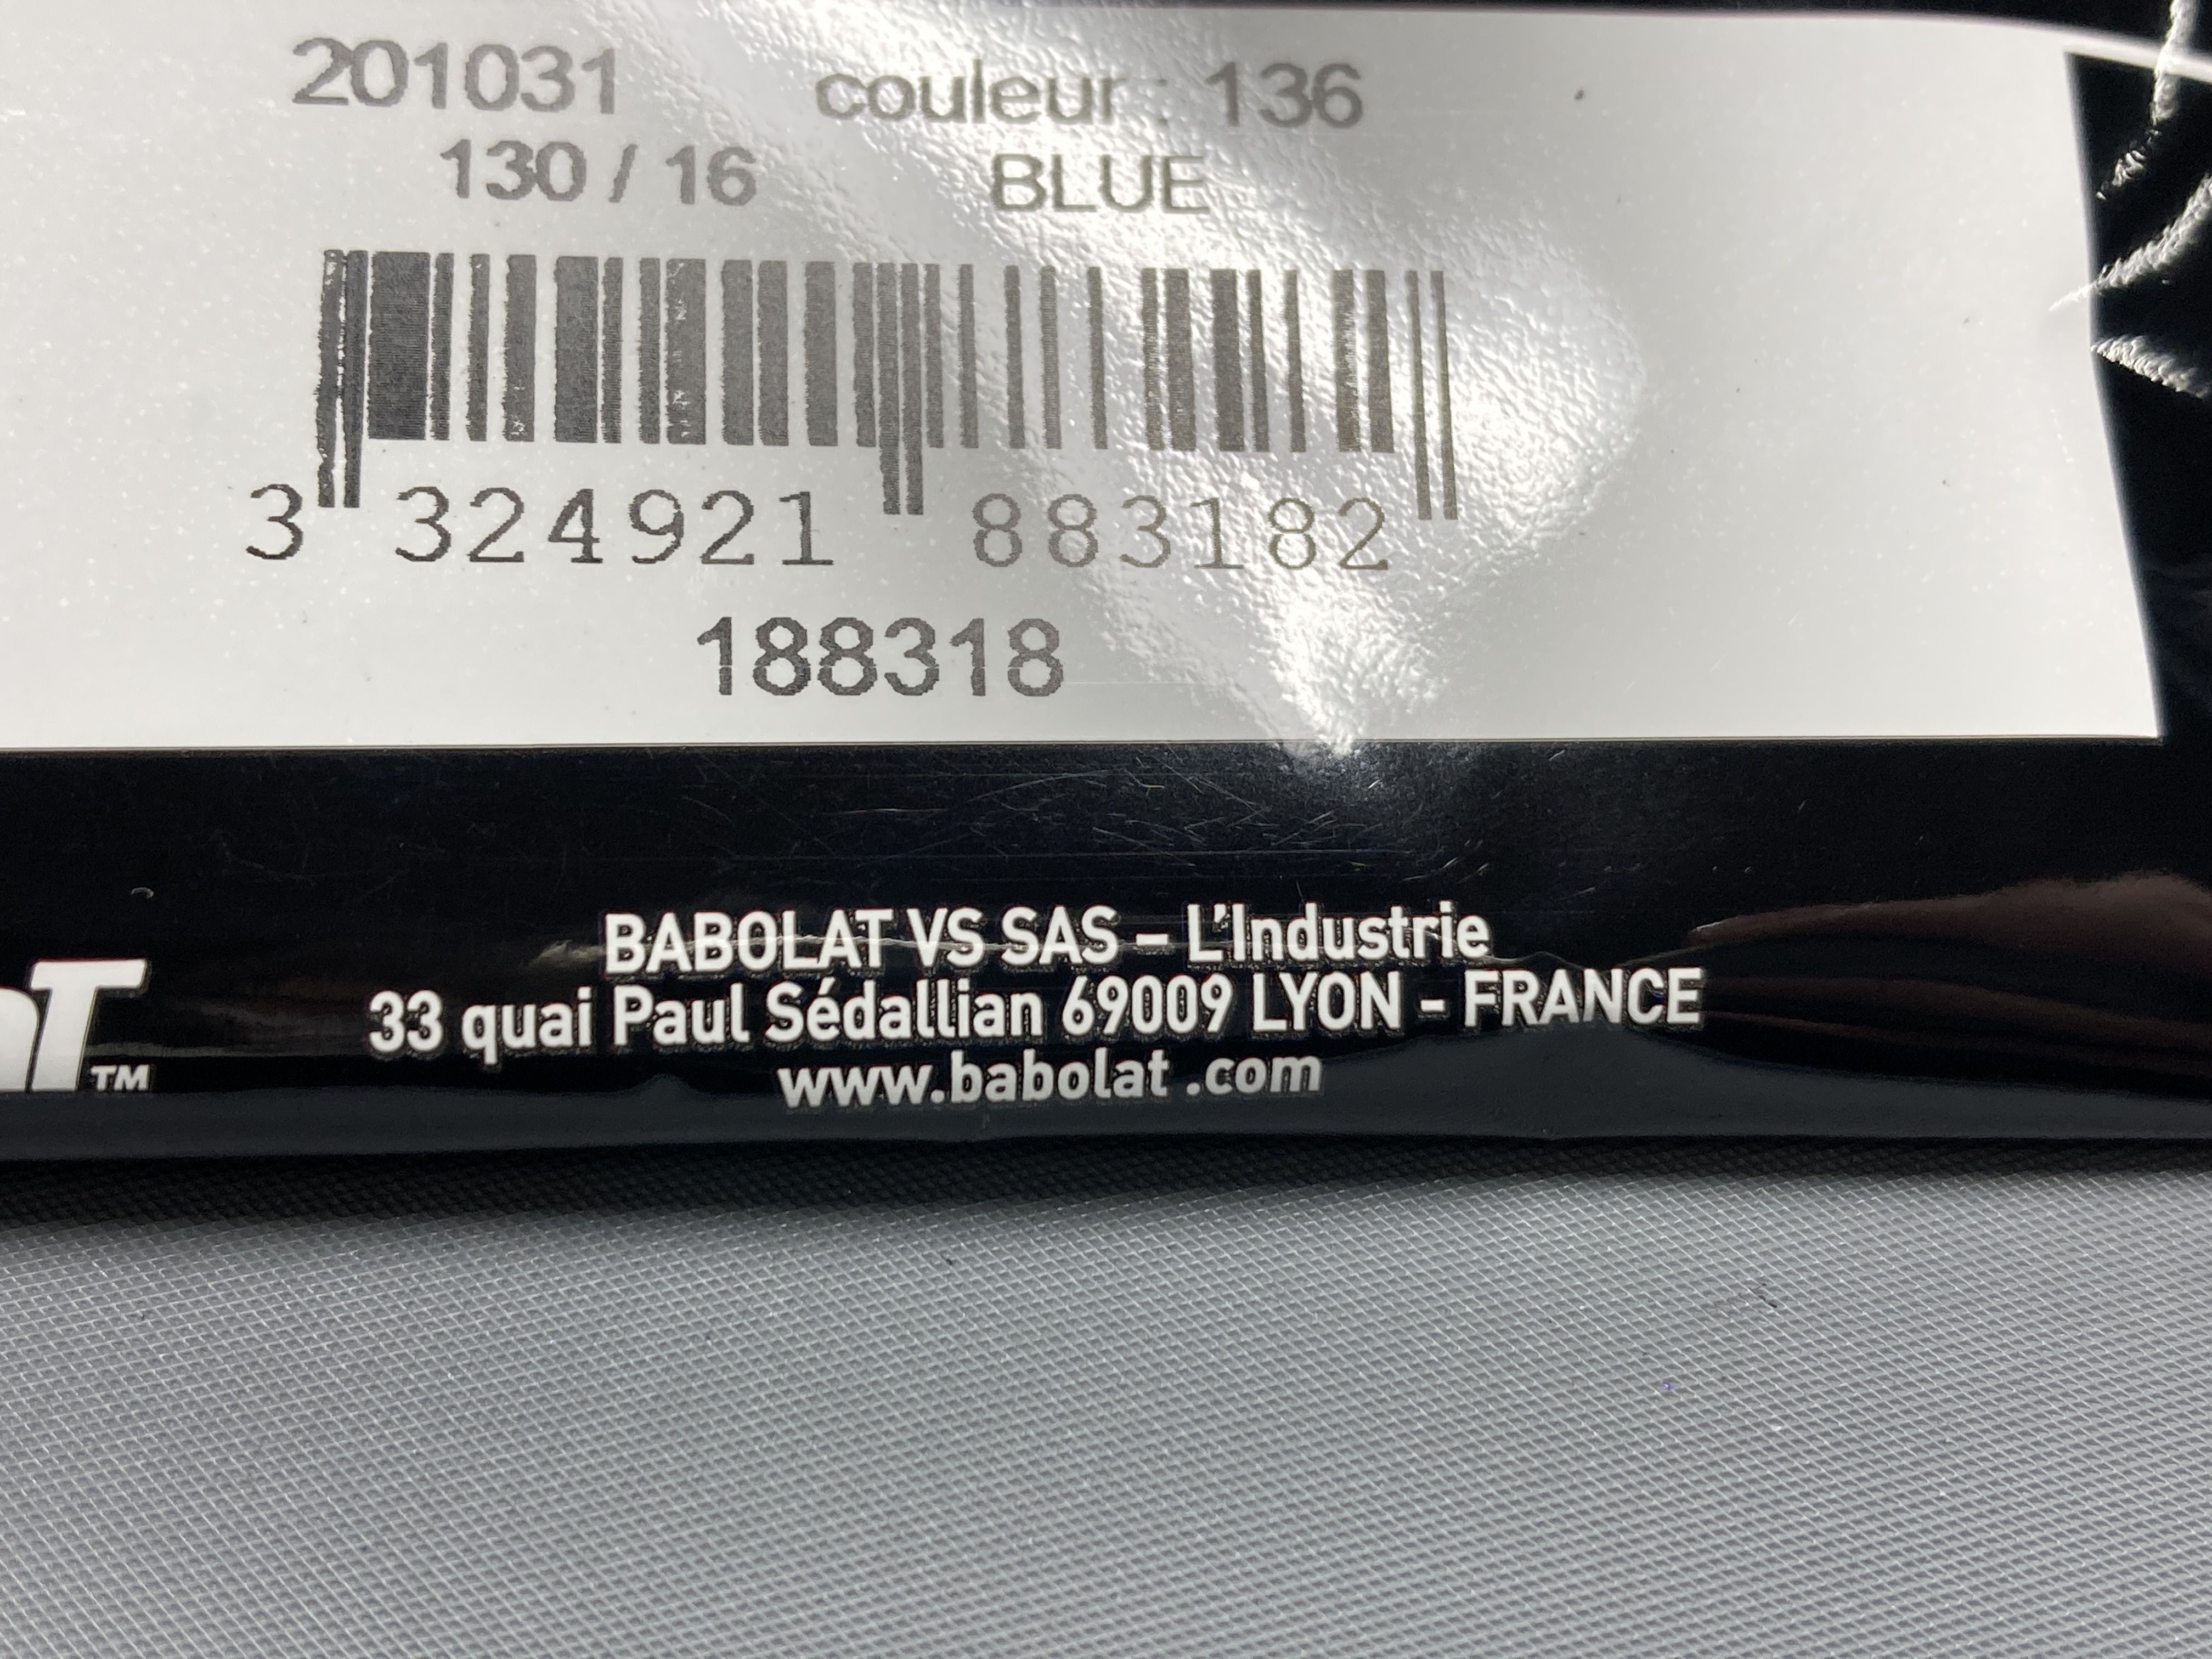 201031 couleur : 136
130 / 16 BLUE
3 324921 883182
188318
BABOLAT VS SAS – L'Industrie
33 quai Paul Sédallian 69009 LYON - FRANCE
www.babolat .com
TM